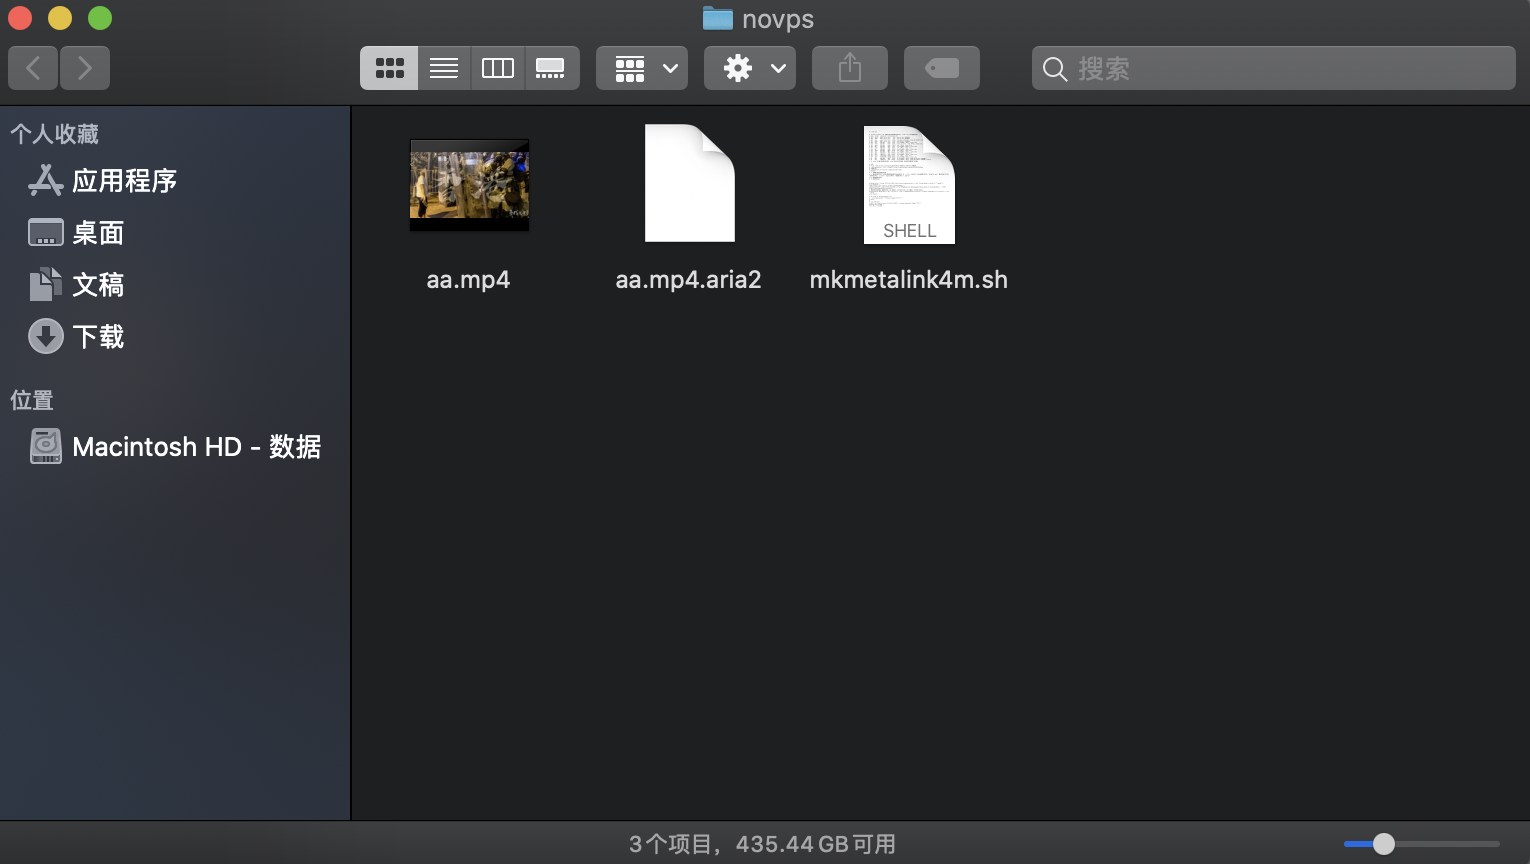 novps
搜索
个人收藏
应用程序
桌面
文稿
下载
位置
Macintosh HD - 数据
SHELL
aa.mp4
aa.mp4.aria2
mkmetalink4m.sh
3个项目，435.44 GB可用